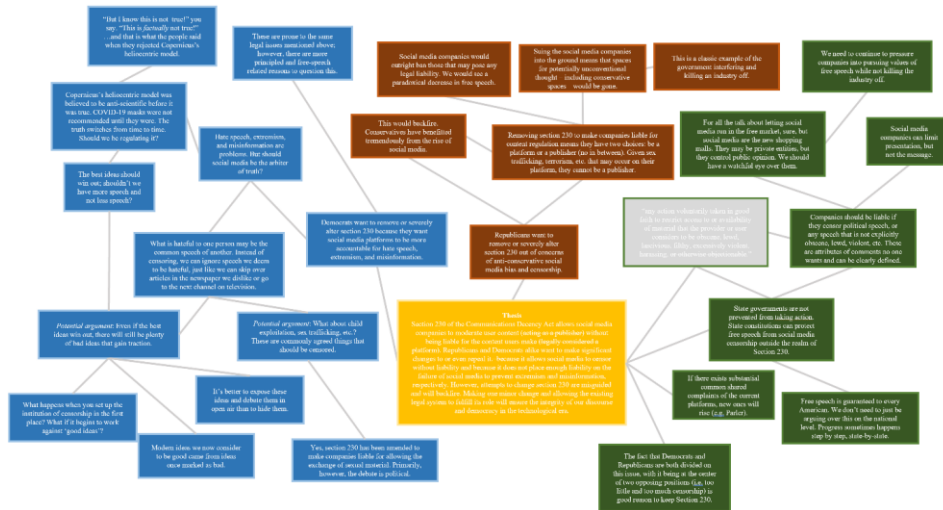 "But I know this is not true!" you
say. "This is factually not true!"
…and that is what the people said
when they rejected Copernicus's
heliocentric model.
These are prone to the same
legal issues mentioned above;
however, there are more
principled and free-speech
related reasons to question this.
Social media companies would
outright ban those that may pose any
legal liability. We would see a
paradoxical decrease in free speech.
Suing the social media companies
into the ground means that spaces
for potentially unconventional
thought including conservative
spaces would be gone.
This is a classic example of the
government interfering and
killing an industry off.
We need to continue to pressure
companies into pursuing values of
free speech while not killing the
industry off.
Copernicus's heliocentric model was
believed to be anti-scientific before it
was true. COVID-19 masks were not
recommended until they were. The
truth switches from time to time.
Should we be regulating it?
Hate speech, extremism,
and misinformation are
problems. But should
social media be the arbiter
of truth?
This would backfire.
Conservatives have benefited
tremendously from the rise of
social media.
Removing section 230 to make companies liable for
content regulation means they have two choices: be a
platform or a publisher (no in between). Given sex
trafficking, terrorism, etc. that may occur on their
platform, they cannot be a publisher.
For all the talk about letting social
media run in the free market, sure, but
social media are the new shopping
malls. They may be private entities, but
they control public opinion. We should
have a watchful eye over them.
Social media
companies can limit
presentation, but
not the message.
The best ideas should
win out; shouldn't we
have more speech and
not less speech?
What is hateful to one person may be the
common speech of another. Instead of
censoring, we can ignore speech we deem
to be hateful, just like we can skip over
articles in the newspaper we dislike or go
to the next channel on television.
Democrats want to remove or severely
alter section 230 because they want
social media platforms to be more
accountable for hate speech,
extremism, and misinformation.
Republicans want to
remove or severely alter
section 230 out of concerns
of anti-conservative social
media bias and censorship.
"any action voluntarily taken in good
faith to restrict access to or availability
of material that the provider or user
considers to be obscene, lewd,
lascivious, filthy, excessively violent,
harassing, or otherwise objectionable."
Companies should be liable if
they censor political speech, or
any speech that is not explicitly
obscene, lewd, violent, etc. These
are attributes of comments no one
wants and can be clearly defined.
Potential argument: Even if the best
ideas win out, there will still be plenty
of bad ideas that gain traction.
Potential argument: What about child
exploitation, sex trafficking, etc.?
These are commonly agreed things that
should be censored.
Thesis
Section 230 of the Communications Decency Act allows social media
companies to moderate user content (acting as a publisher) without
being liable for the content users make (legally considered a
platform). Republicans and Democrats alike want to make significant
changes to or even repeal it, because it allows social media to censor
without liability and because it does not place enough liability on the
failure of social media to prevent extremism and misinformation,
respectively. However, attempts to change section 230 are misguided
and will backfire. Making one minor change and allowing the existing
legal system to fulfill its role will ensure the integrity of our discourse
and democracy in the technological era.
State governments are not
prevented from taking action.
State constitutions can protect
free speech from social media
censorship outside the realm of
Section 230.
What happens when you set up the
institution of censorship in the first
place? What if it begins to work
against 'good ideas'?
It's better to expose these
ideas and debate them in
open air than to hide them.
If there exists substantial
common shared
complaints of the current
platforms, new ones will
rise (e.g. Parler).
Free speech is guaranteed to every
American. We don't need to just be
arguing over this on the national
level. Progress sometimes happens
step by step, state-by-state.
Modern ideas we now consider
to be good came from ideas
once marked as bad.
Yes, section 230 has been amended to
make companies liable for allowing the
exchange of sexual material. Primarily,
however, the debate is political.
The fact that Democrats and
Republicans are both divided on
this issue, with it being at the center
of two opposing positions (i.e. too
little and too much censorship) is
good reason to keep Section 230.